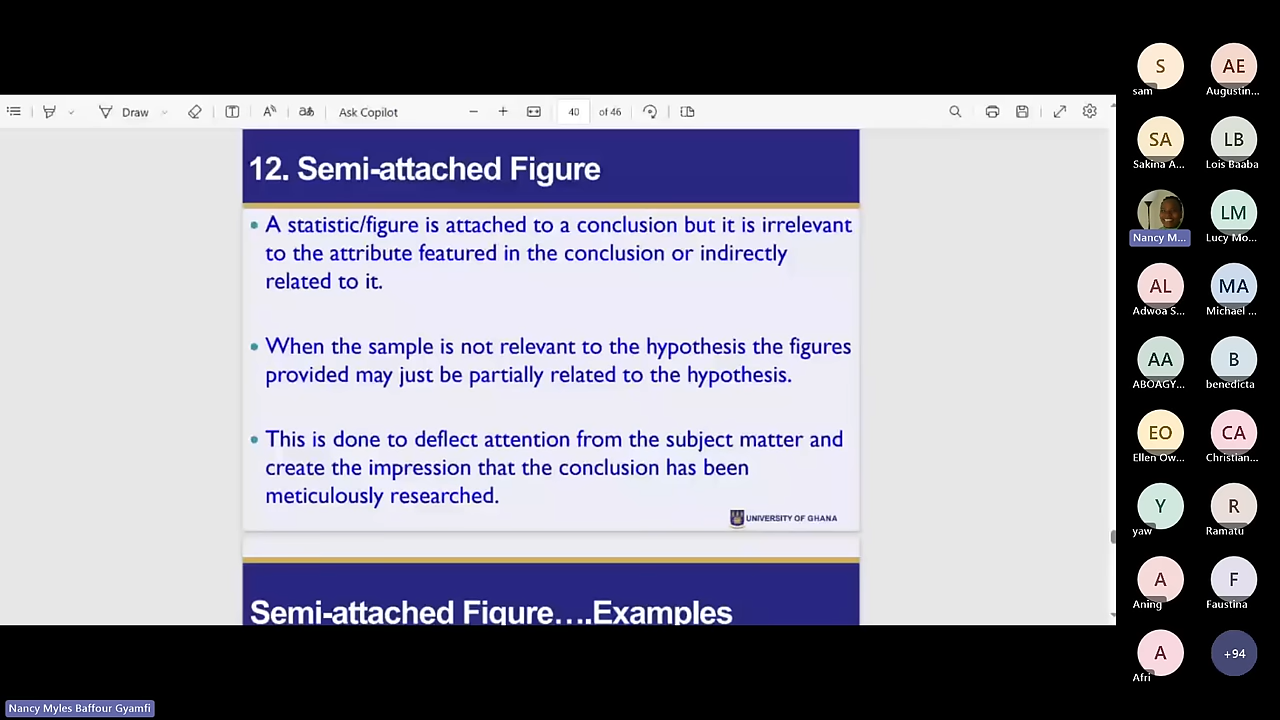 Draw
Ask Copilot
40 of 46
12. Semi-attached Figure
• A statistic/figure is attached to a conclusion but it is irrelevant
to the attribute featured in the conclusion or indirectly
related to it.
• When the sample is not relevant to the hypothesis the figures
provided may just be partially related to the hypothesis.
• This is done to deflect attention from the subject matter and
create the impression that the conclusion has been
meticulously researched.
UNIVERSITY OF GHANA
Semi-attached Figure….Examples
S AE
sam Augustin...
SA LB
Sakina A... Lois Baaba
LM
Nancy M... Lucy Mo...
AL MA
Adwoa S... Michael ...
AA B
ABOAGY... benedicta
EO CA
Ellen Ow... Christian...
Y R
yaw Ramatu
A F
Aning Faustina
A +94
Afri
Nancy Myles Baffour Gyamfi